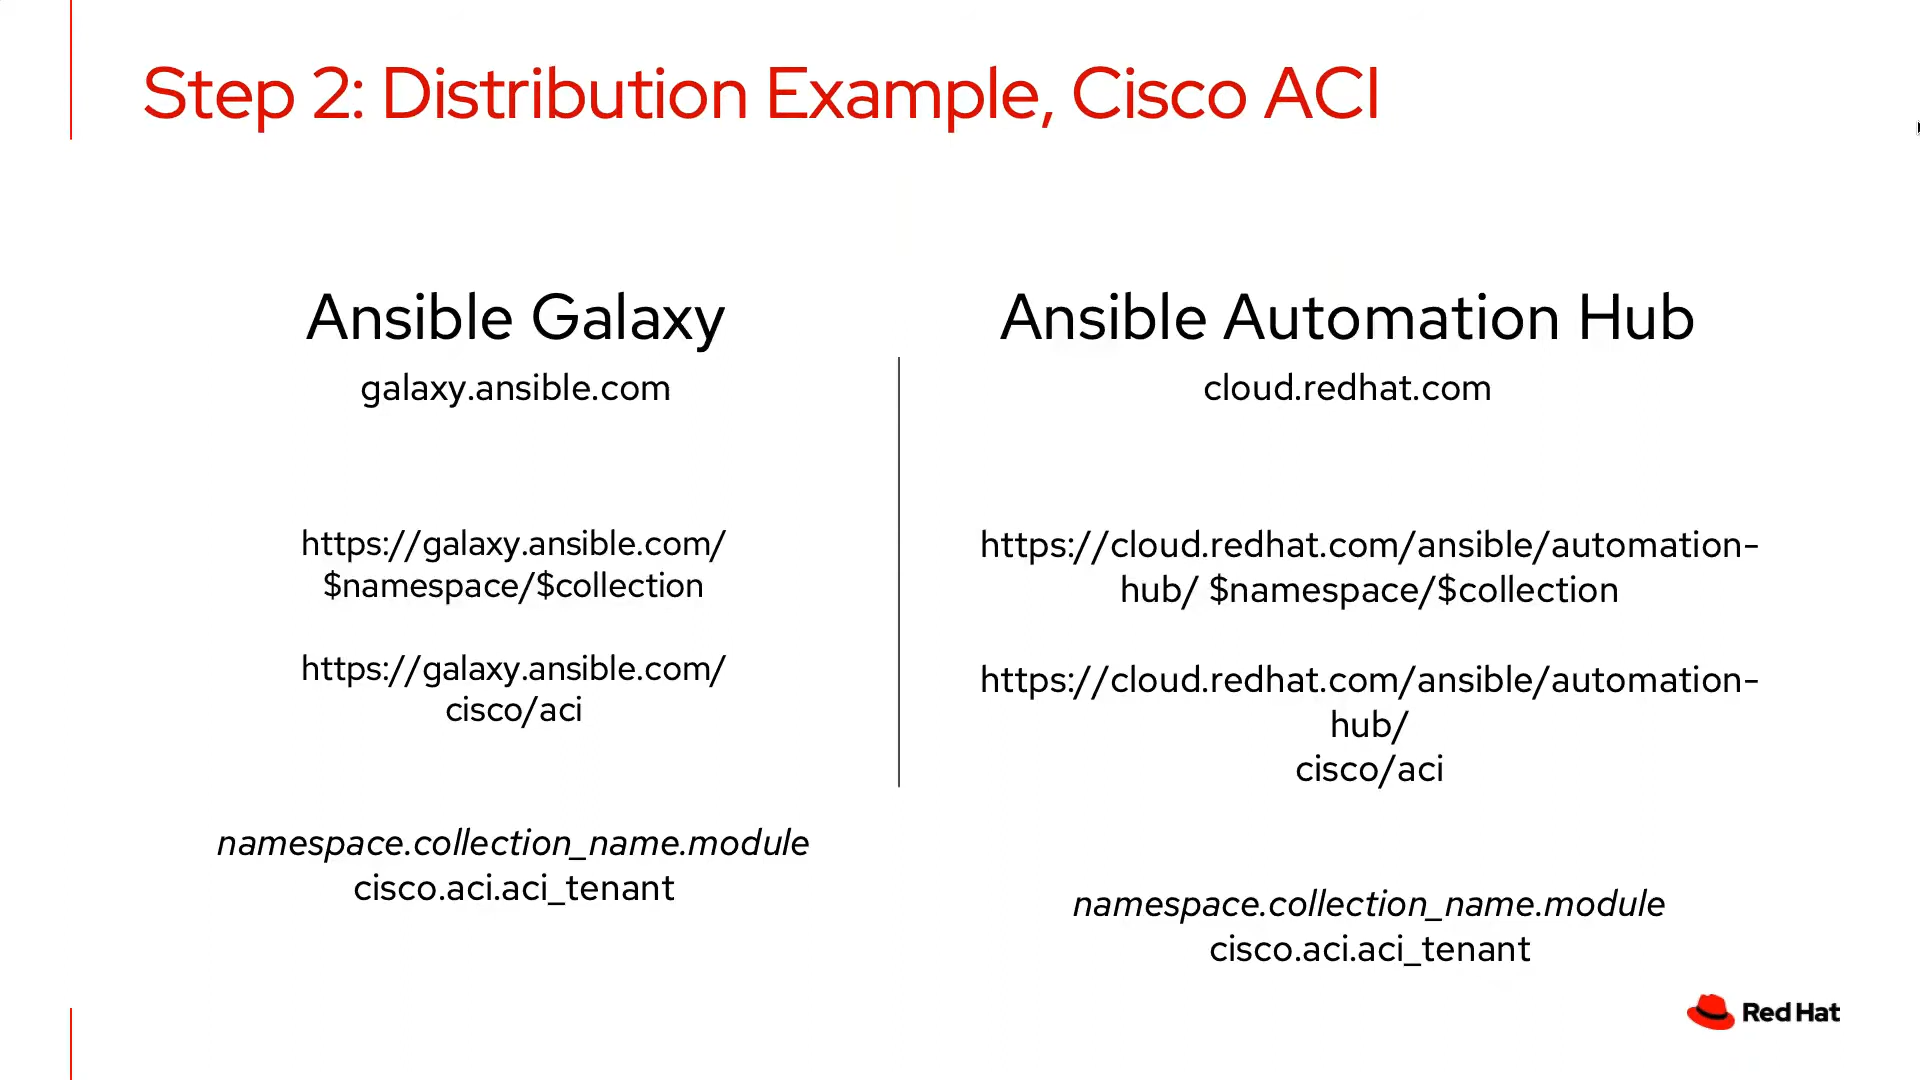 Step 2: Distribution Example, Cisco ACI
Ansible Galaxy
galaxy.ansible.com
https://galaxy.ansible.com/
$namespace/$collection
https://galaxy.ansible.com/
cisco/aci
namespace.collection_name.module
cisco.aci.aci_tenant
Ansible Automation Hub
cloud.redhat.com
https://cloud.redhat.com/ansible/automation-
hub/ $namespace/$collection
https://cloud.redhat.com/ansible/automation-
hub/
cisco/aci
namespace.collection_name.module
cisco.aci.aci_tenant
Red Hat